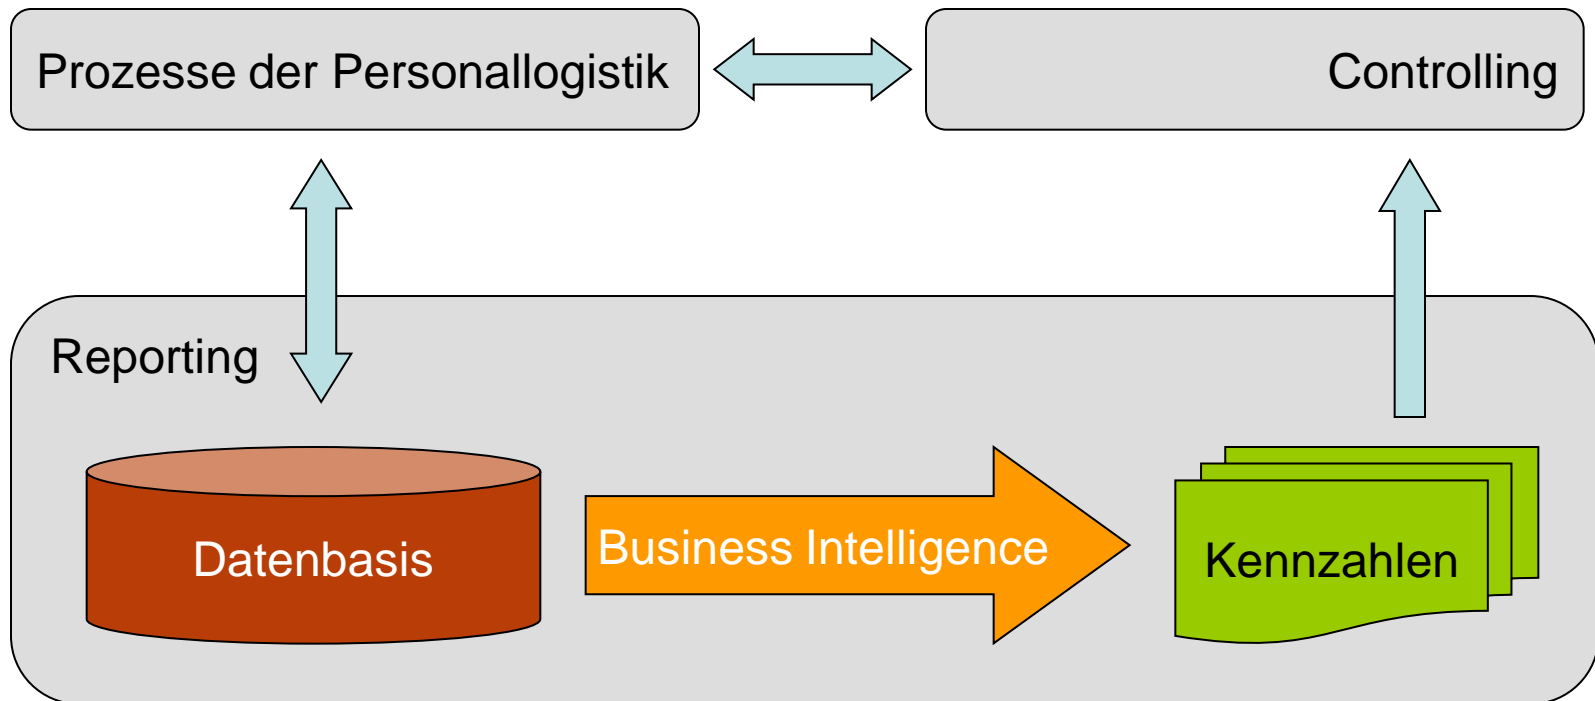 Prozesse der Personallogistik
Controlling
Reporting
Datenbasis
Business Intelligence
Kennzahlen